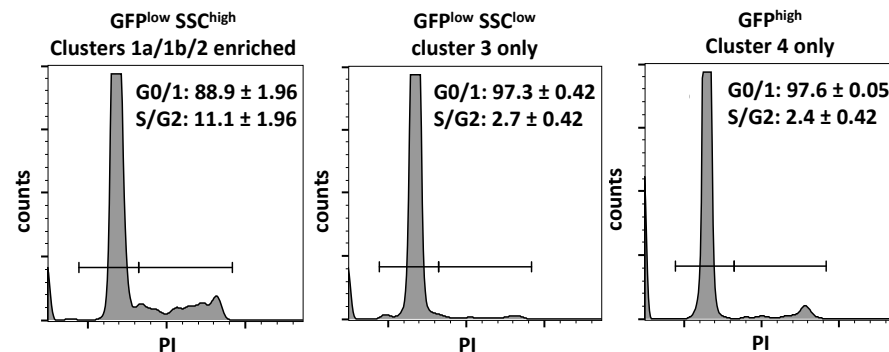 GFPlow SSChigh
Clusters 1a/1b/2 enriched
G0/1: 88.9 ± 1.96
S/G2: 11.1 ± 1.96
counts
PI
GFPlow SSClow
cluster 3 only
G0/1: 97.3 ± 0.42
S/G2: 2.7 ± 0.42
counts
PI
GFPhigh
Cluster 4 only
G0/1: 97.6 ± 0.05
S/G2: 2.4 ± 0.42
counts
PI